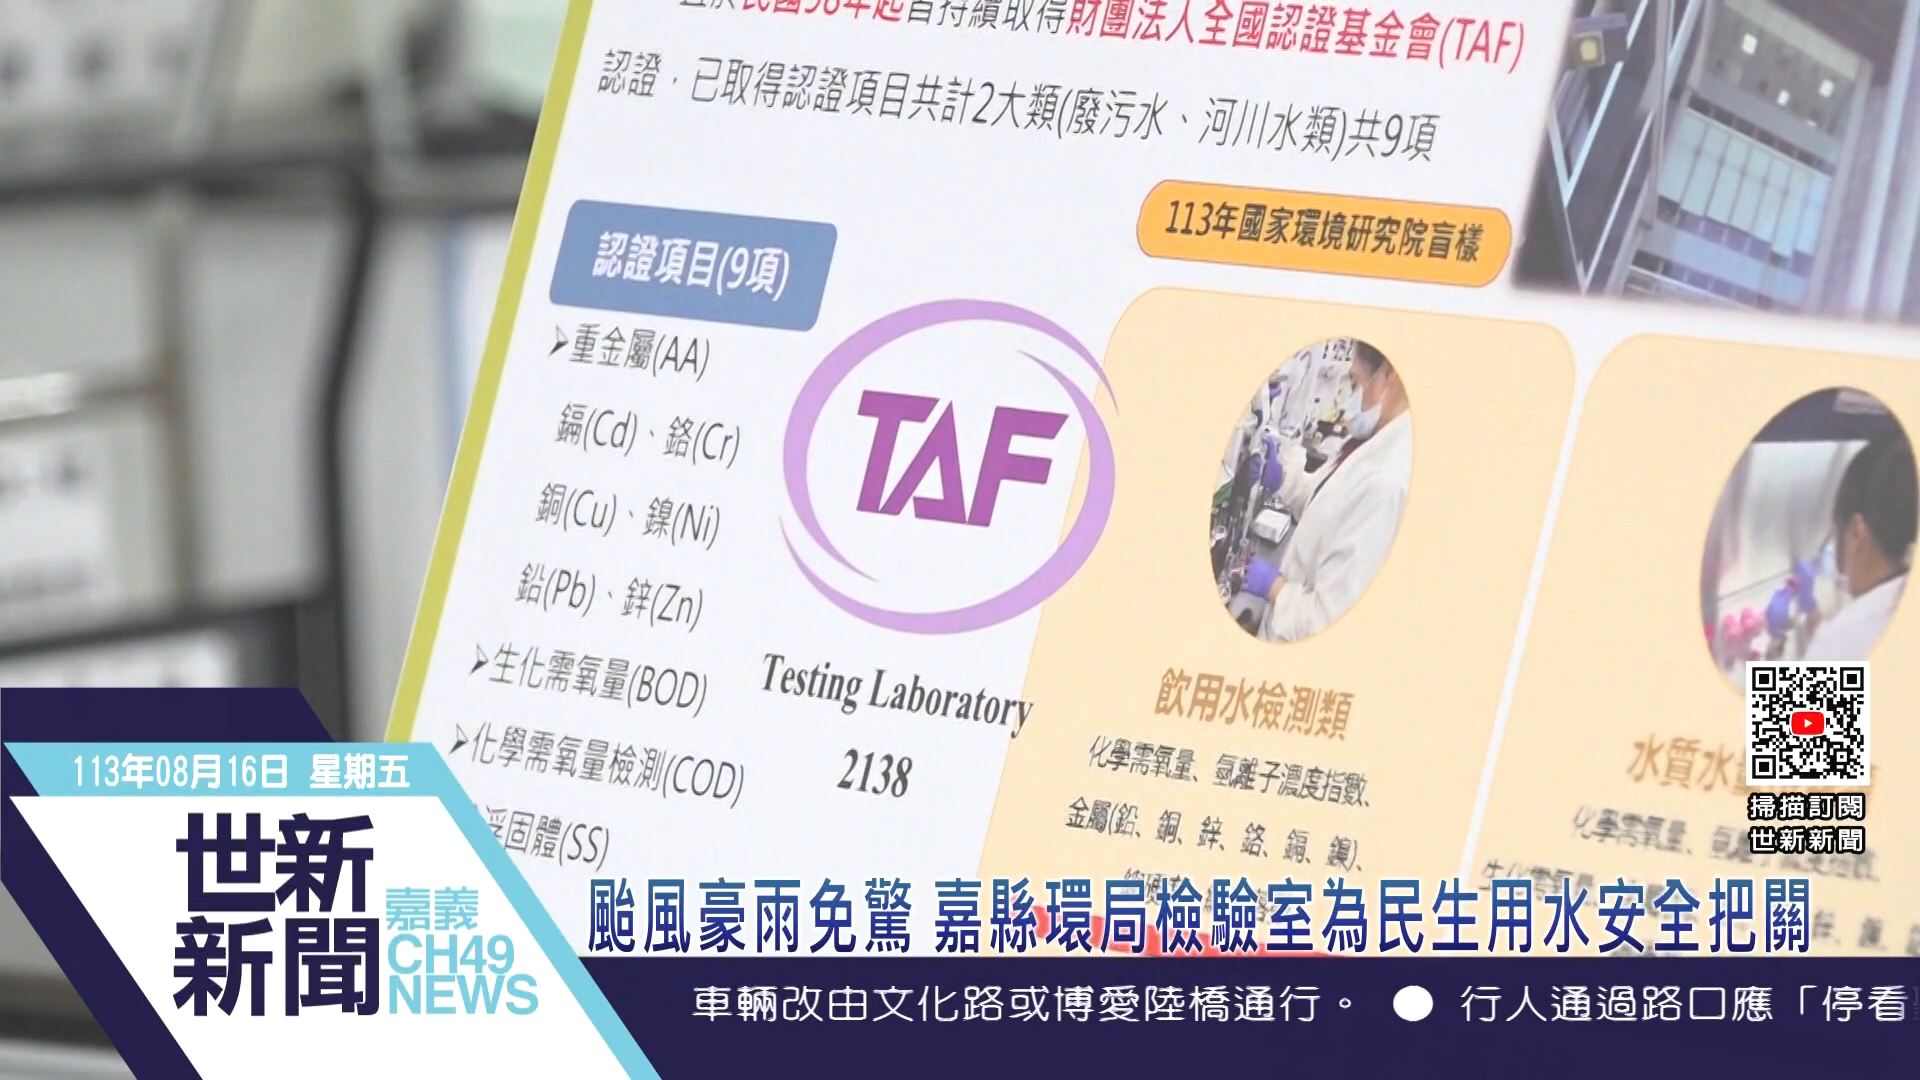 民國98年起皆持續取得財團法人全國認證基金會(TAF)
認證，已取得認證項目共計2大類(廢污水、河川水類)共9項
113年國家環境研究院盲樣
認證項目(9項)
➤重金屬(AA)
鎘(Cd)、鉻(Cr)
銅(Cu)、鎳(Ni)
鉛(Pb)、鋅(Zn)
➤生化需氧量(BOD)
➤化學需氧量檢測(COD)
浮固體(SS)
TAF
Testing Laboratory
2138
飲用水檢測類
化學需氧量、氫離子濃度指數、
金屬(鉛、銅、鋅、鉻、鎘、鎳)、
水質水
化學需氧量、氫
掃描訂閱
世新新聞
113年08月16日 星期五
世新
新聞
嘉義
CH49
NEWS
颱風豪雨免驚 嘉縣環局檢驗室為民生用水安全把關
車輛改由文化路或博愛陸橋通行。 ● 行人通過路口應「停看